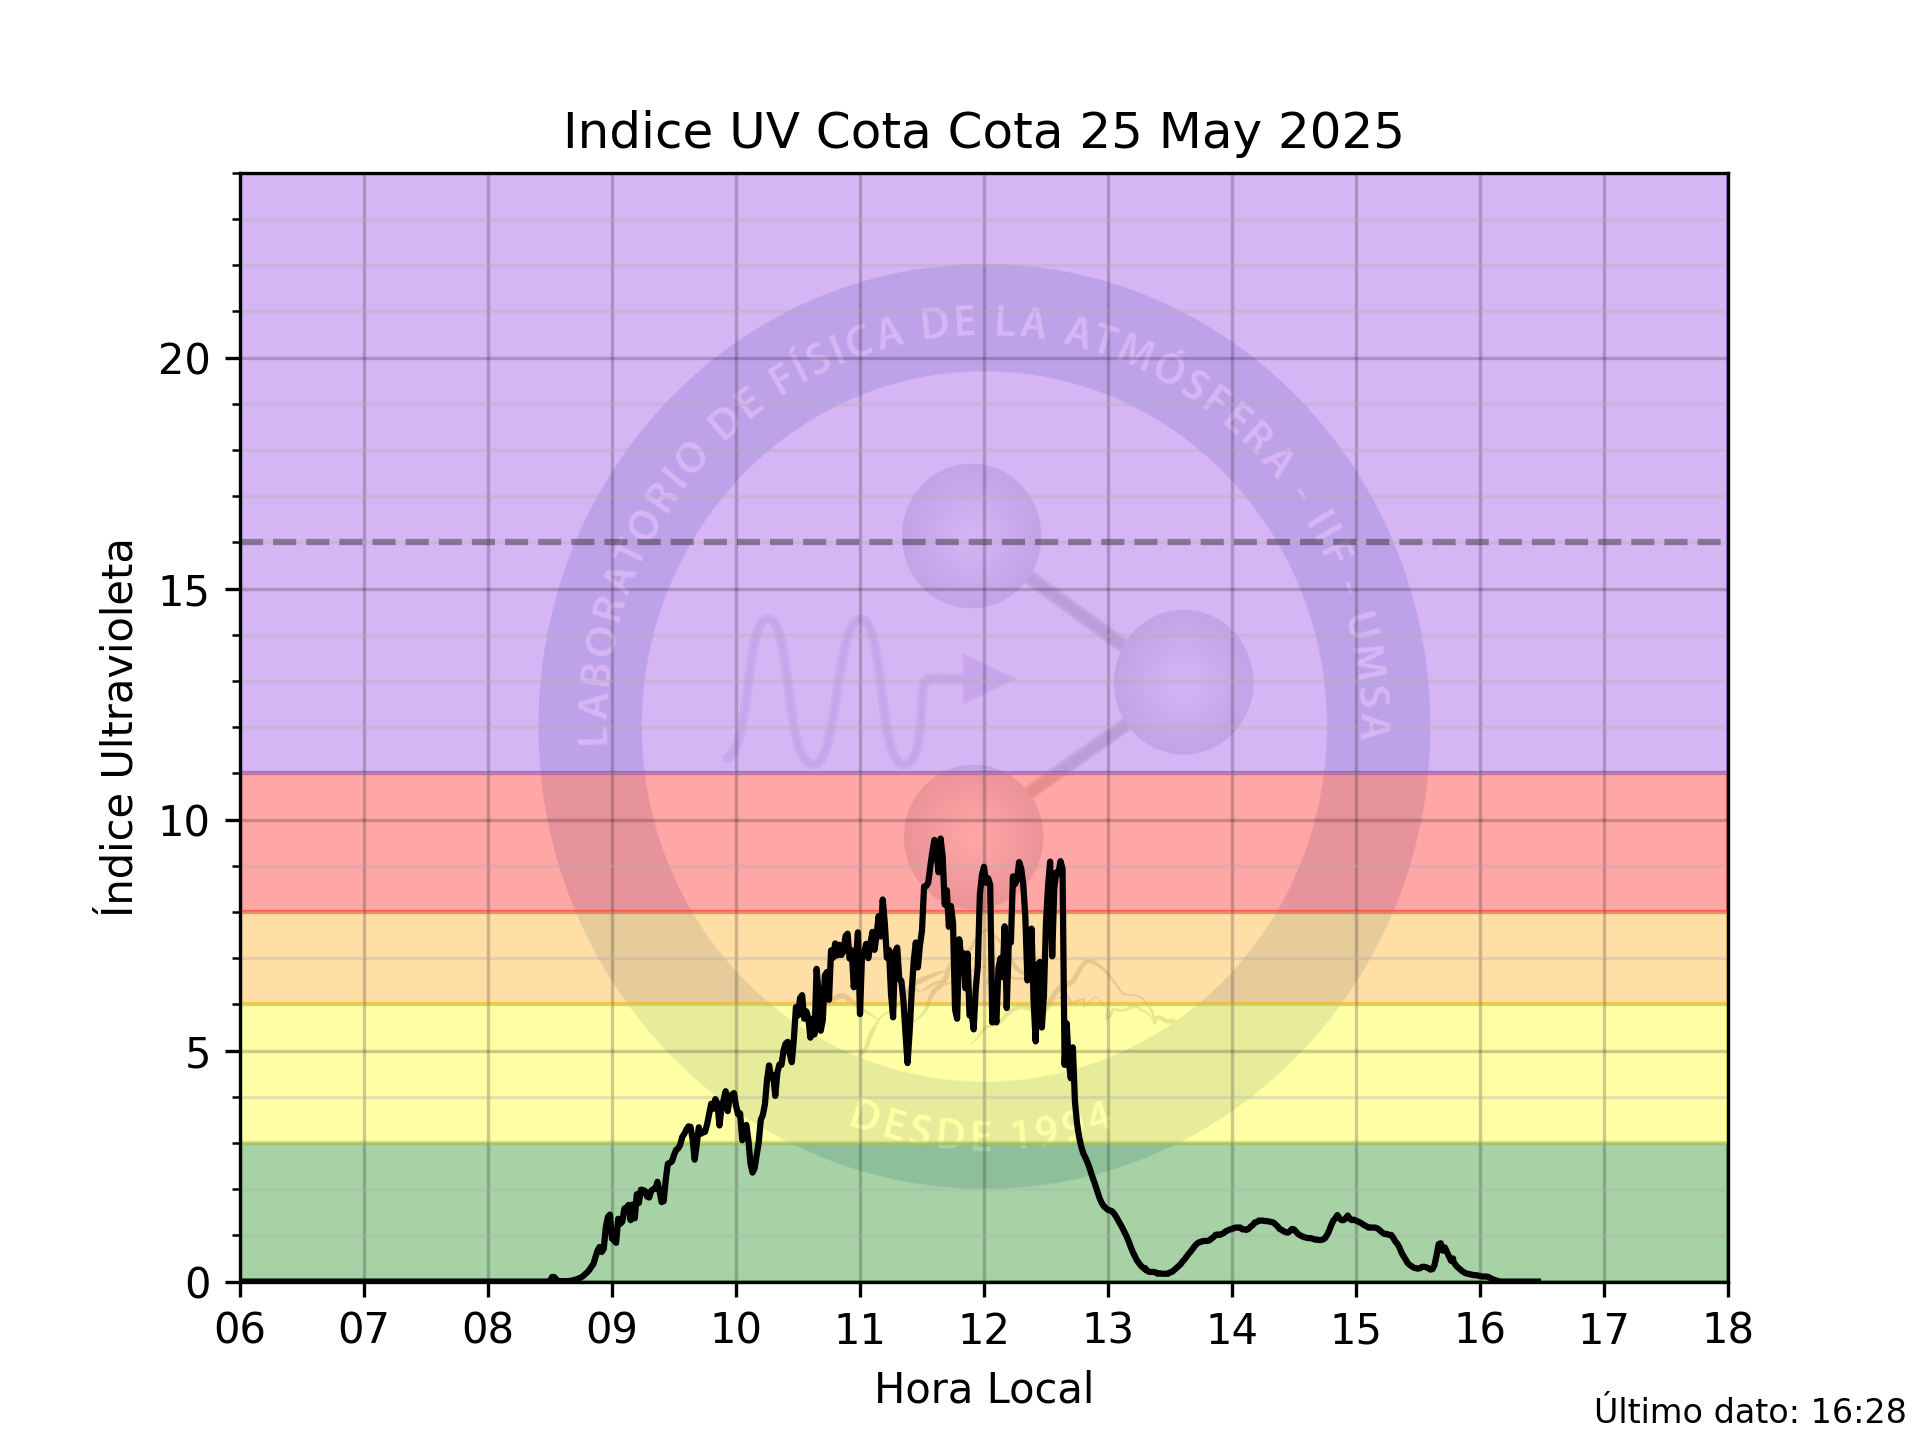 Indice UV Cota Cota 25 May 2025
LABORATORIO DE FÍSICA DE LA ATMÓSFERA - IIF - UMSA
DESDE 1994
Índice Ultravioleta
20
15
10
5
0
06 07 08 09 10 11 12 13 14 15 16 17 18
Hora Local
Último dato: 16:28